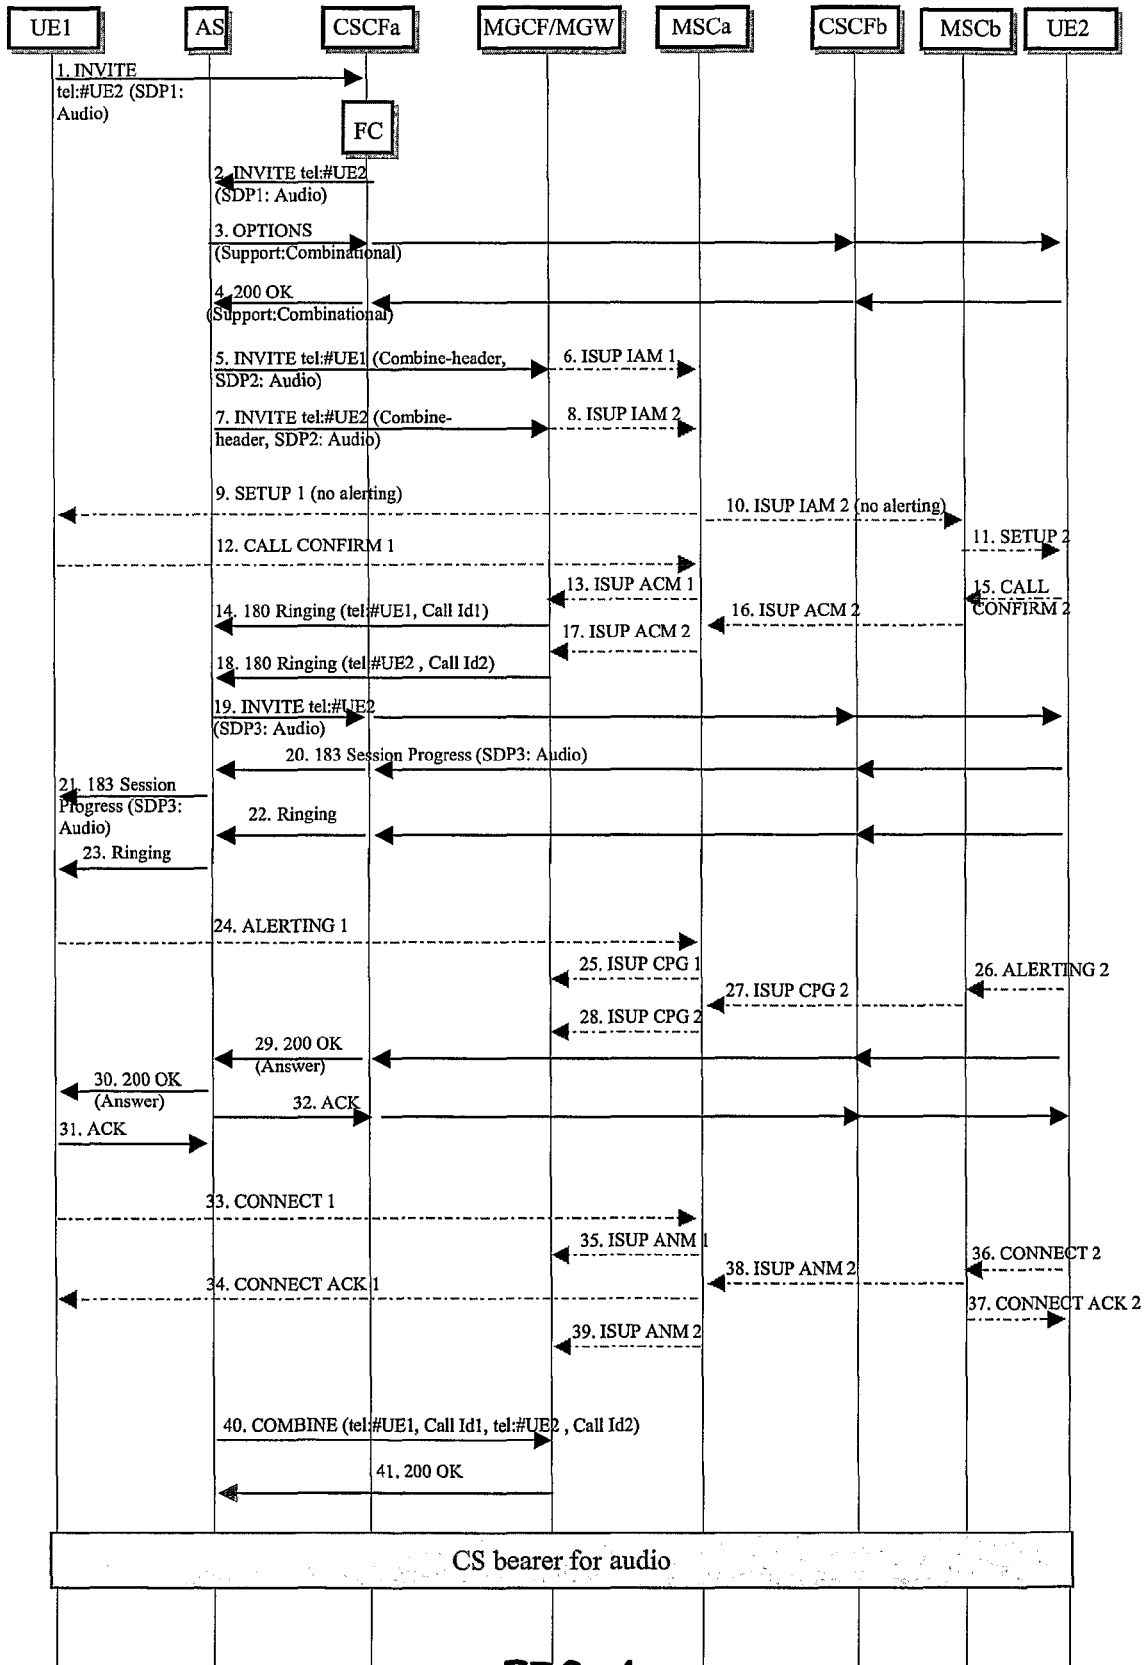 UE1 AS CSCFa MGCF/MGW MSCa CSCFb MSCb UE2
1. INVITE
tel:#UE2 (SDP1:
Audio)
FC
2. INVITE tel:#UE2
(SDP1: Audio)
3. OPTIONS
(Support:Combinational)
4. 200 OK
(Support:Combinational)
5. INVITE tel:#UE1 (Combine-header,
SDP2: Audio)
6. ISUP IAM 1
7. INVITE tel:#UE2 (Combine-
header, SDP2: Audio)
8. ISUP IAM 2
9. SETUP 1 (no alerting)
10. ISUP IAM 2 (no alerting)
11. SETUP 2
12. CALL CONFIRM 1
13. ISUP ACM 1
14. 180 Ringing (tel:#UE1, Call Id1)
15. CALL
CONFIRM 2
16. ISUP ACM 2
17. ISUP ACM 2
18. 180 Ringing (tel:#UE2 , Call Id2)
19. INVITE tel:#UE2
(SDP3: Audio)
20. 183 Session Progress (SDP3: Audio)
21. 183 Session
Progress (SDP3:
Audio)
22. Ringing
23. Ringing
24. ALERTING 1
25. ISUP CPG 1
26. ALERTING 2
27. ISUP CPG 2
28. ISUP CPG 2
29. 200 OK
(Answer)
30. 200 OK
(Answer)
32. ACK
31. ACK
33. CONNECT 1
35. ISUP ANM 1
36. CONNECT 2
38. ISUP ANM 2
34. CONNECT ACK 1
37. CONNECT ACK 2
39. ISUP ANM 2
40. COMBINE (tel:#UE1, Call Id1, tel:#UE2 , Call Id2)
41. 200 OK
CS bearer for audio